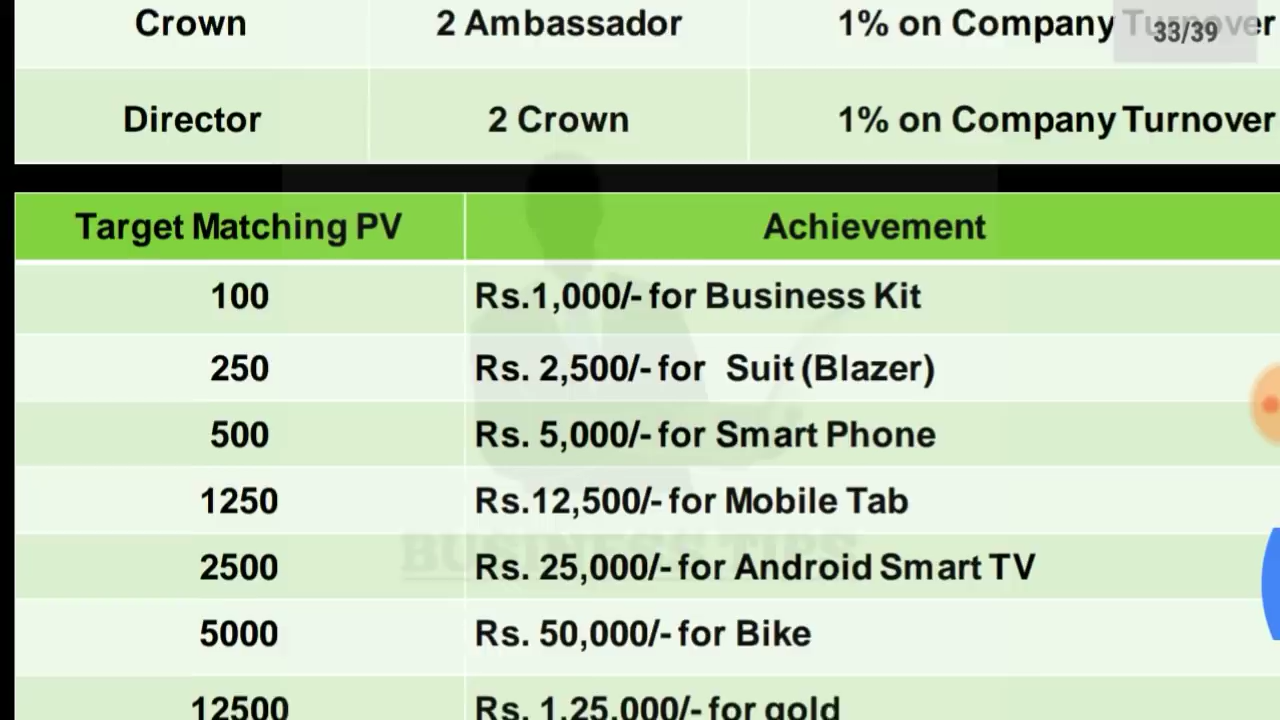 Crown 2 Ambassador 1% on Company Turnover
33/39
Director 2 Crown 1% on Company Turnover
Target Matching PV Achievement
100 Rs.1,000/- for Business Kit
250 Rs. 2,500/- for Suit (Blazer)
500 Rs. 5,000/- for Smart Phone
1250 Rs.12,500/- for Mobile Tab
2500 Rs. 25,000/- for Android Smart TV
BUSINESS TIPS
5000 Rs. 50,000/- for Bike
12500 Rs. 1,25,000/- for gold